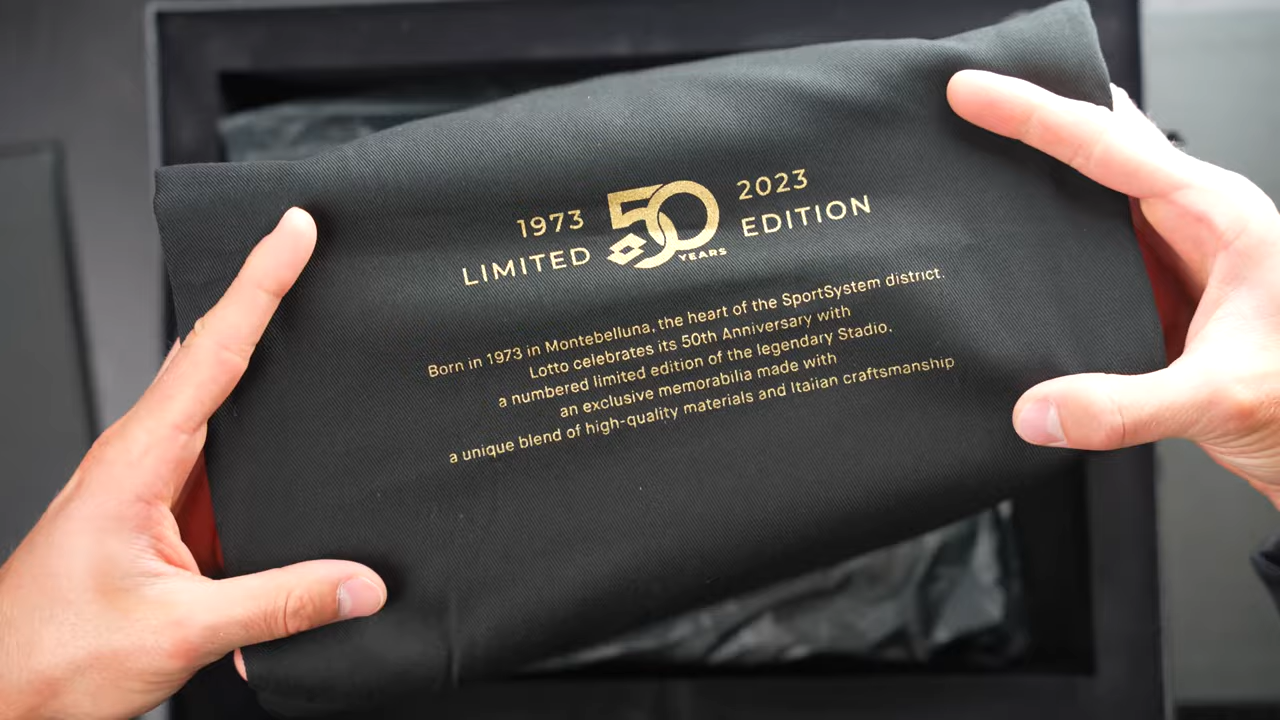 1973 50 2023
LIMITED YEARS EDITION
Born in 1973 in Montebelluna, the heart of the SportSystem district.
Lotto celebrates its 50th Anniversary with
a numbered limited edition of the legendary Stadio.
an exclusive memorabilia made with
a unique blend of high-quality materials and Italian craftsmanship